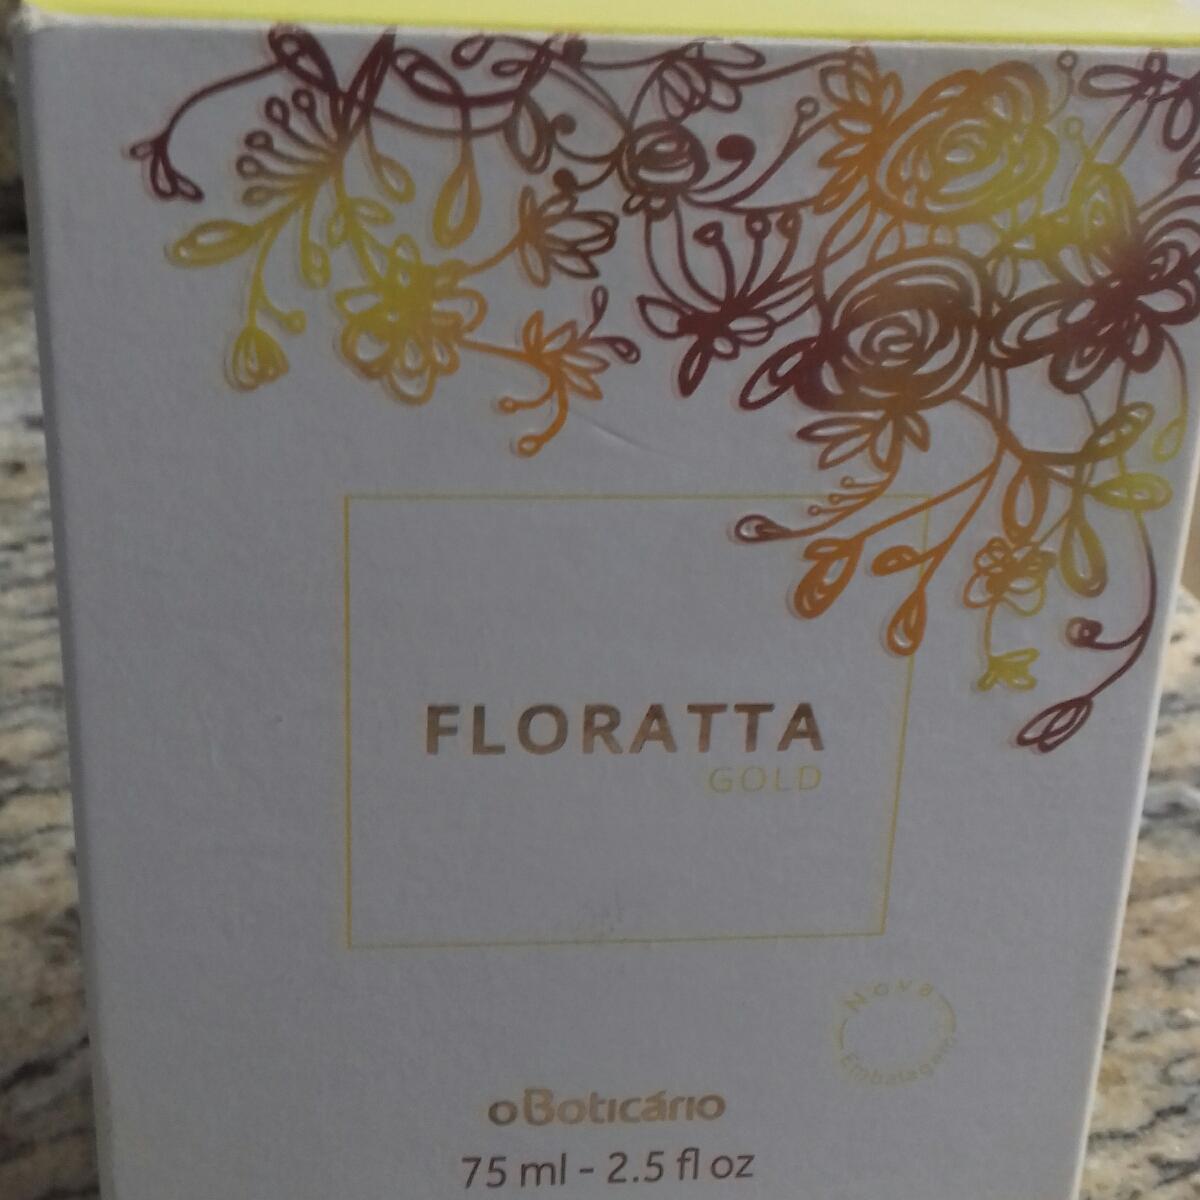 FLORATTA
GOLD
Nova
Embalagem
oBoticário
75 ml - 2.5 fl oz